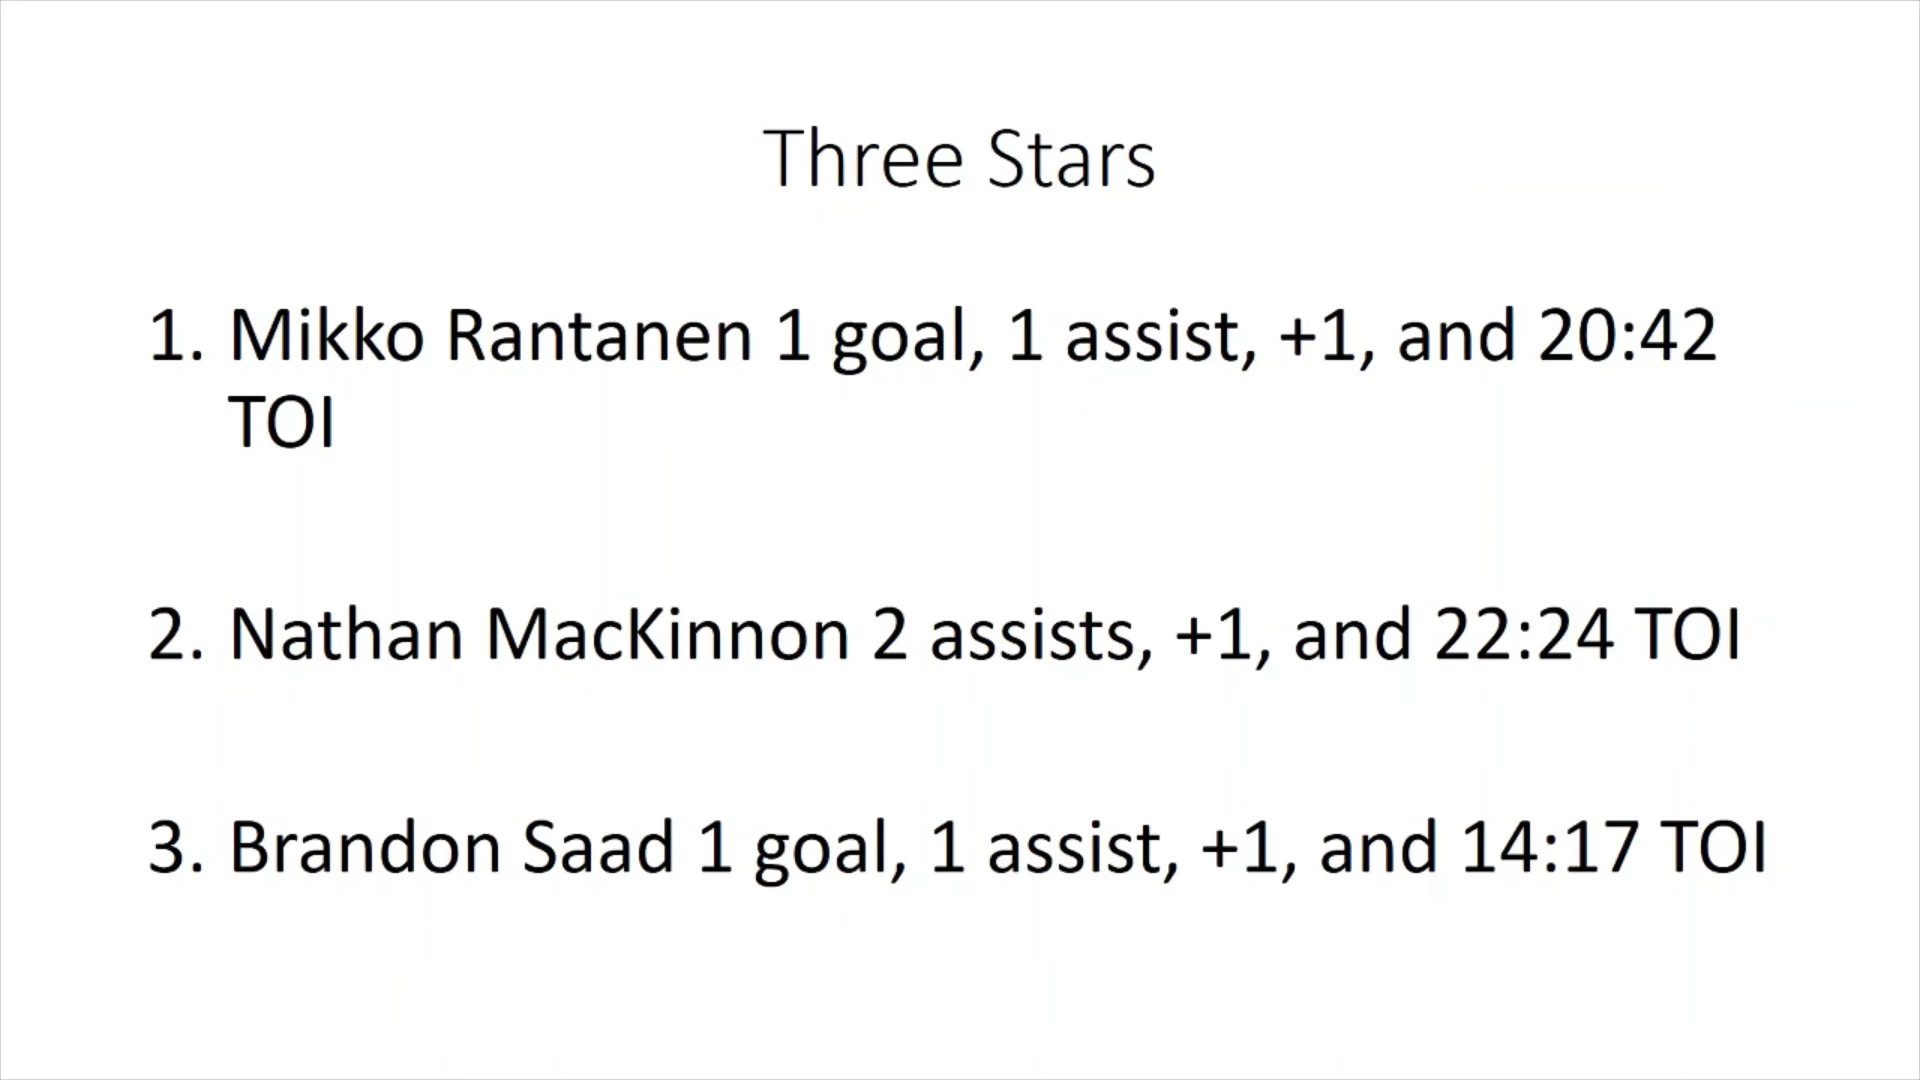 Three Stars
1. Mikko Rantanen 1 goal, 1 assist, +1, and 20:42
TOI
2. Nathan MacKinnon 2 assists, +1, and 22:24 TOI
3. Brandon Saad 1 goal, 1 assist, +1, and 14:17 TOI